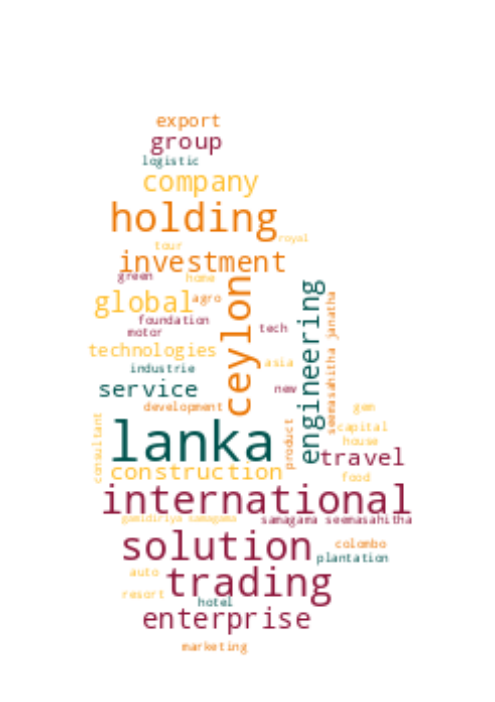 export
group
logistic
company
holding
royal
tour
investment
green
home
global
agro
ceylon
engineering
seemasahitha janatha
foundation
motor
tech
technologies
asia
industrie
service
new
development
gem
consultant
product
capital
lanka
house
travel
construction
food
international
gamidiriya samagama
samagama seemasahitha
solution
colombo
plantation
auto
trading
resort
hotel
enterprise
marketing